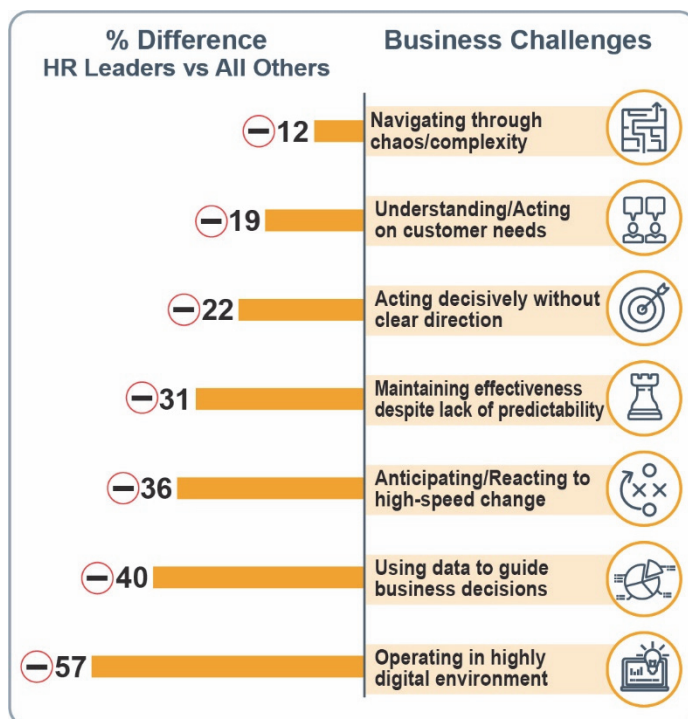 % Difference
HR Leaders vs All Others
Business Challenges
−12
Navigating through
chaos/complexity
−19
Understanding/Acting
on customer needs
−22
Acting decisively without
clear direction
−31
Maintaining effectiveness
despite lack of predictability
−36
Anticipating/Reacting to
high-speed change
−40
Using data to guide
business decisions
−57
Operating in highly
digital environment